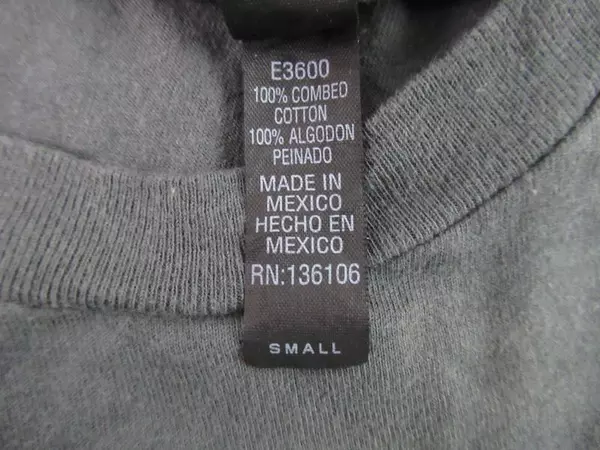 E3600
100% COMBED
COTTON
100% ALGODON
PEINADO
MADE IN
MEXICO
HECHO EN
MEXICO
RN:136106
SMALL